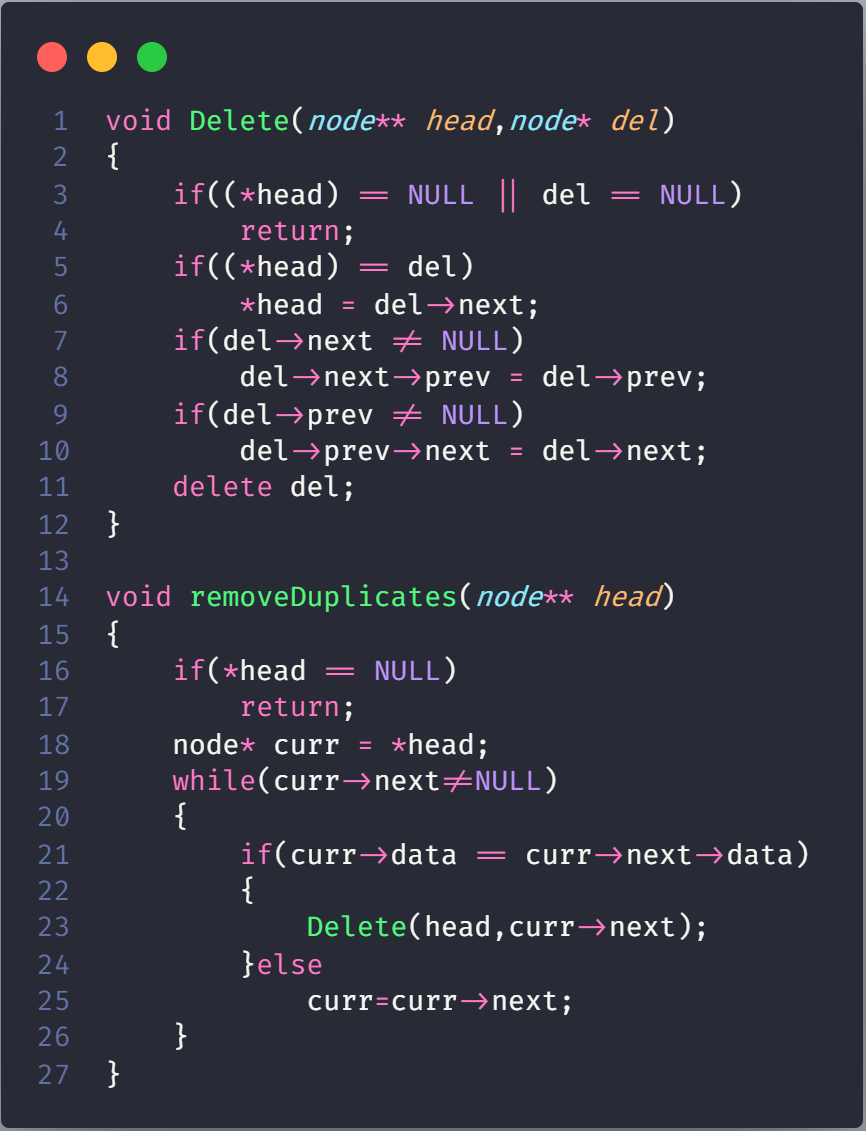 1 void Delete(node** head,node* del)
2 {
3     if((*head) == NULL || del == NULL)
4         return;
5     if((*head) == del)
6         *head = del->next;
7     if(del->next != NULL)
8         del->next->prev = del->prev;
9     if(del->prev != NULL)
10         del->prev->next = del->next;
11     delete del;
12 }
13
14 void removeDuplicates(node** head)
15 {
16     if(*head == NULL)
17         return;
18     node* curr = *head;
19     while(curr->next!=NULL)
20     {
21         if(curr->data == curr->next->data)
22         {
23             Delete(head,curr->next);
24         }else
25             curr=curr->next;
26     }
27 }